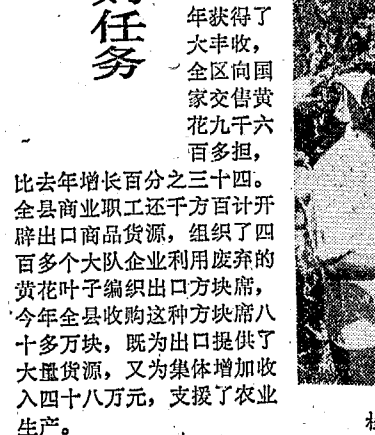 任务
年获得了
大丰收，
全区向国
家交售黄
花九千六
百多担，
比去年增长百分之三十四。
全县商业职工还千方百计开
辟出口商品货源，组织了四
百多个大队企业利用废弃的
黄花叶子编织出口方块席，
今年全县收购这种方块席八
十多万块，既为出口提供了
大量货源，又为集体增加收
入四十八万元，支援了农业
生产。